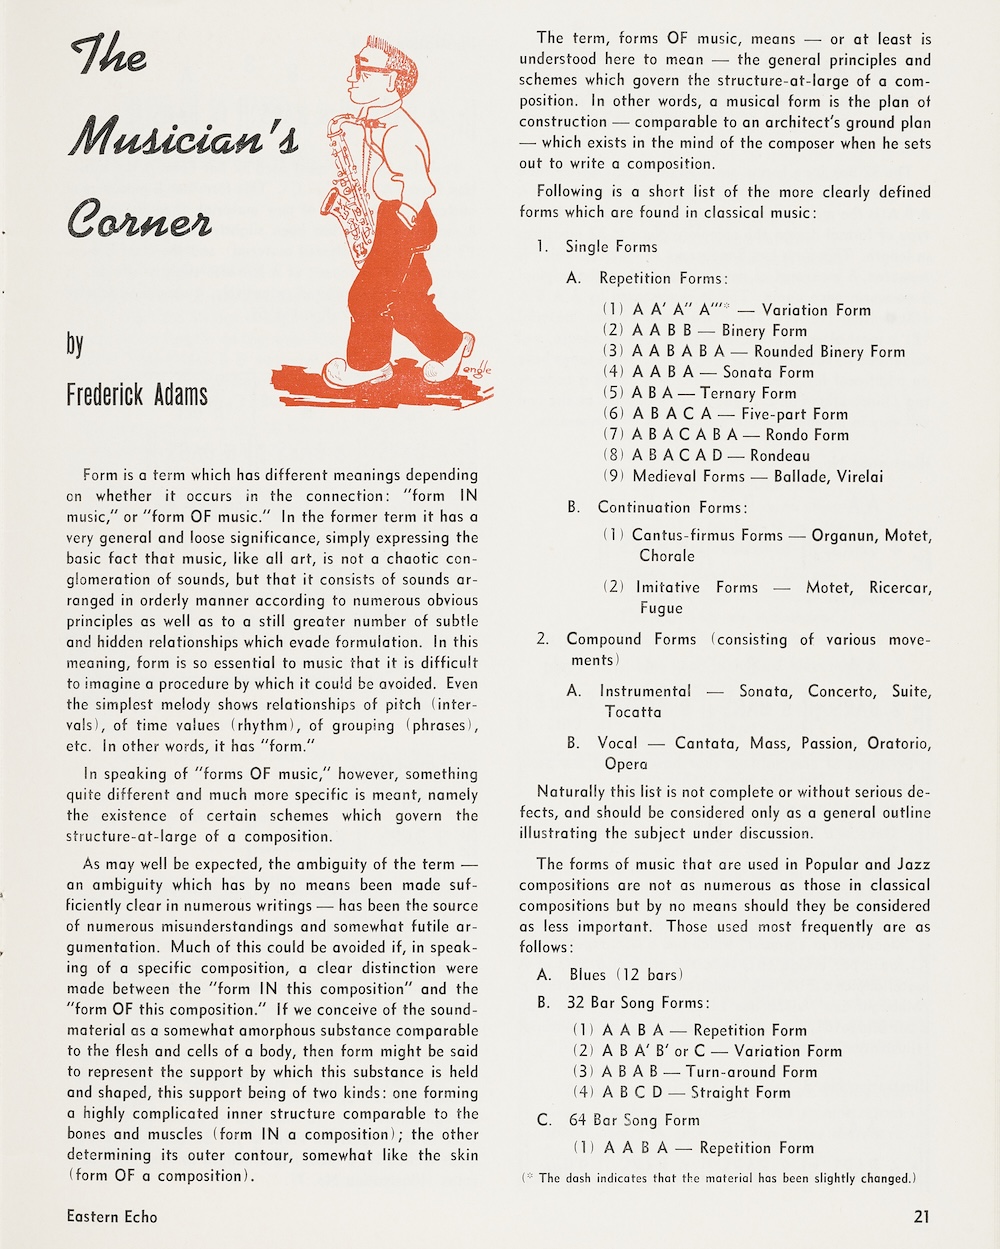 The
Musician's
Corner
by
Frederick Adams
angle
Form is a term which has different meanings depending
on whether it occurs in the connection: "form IN
music," or "form OF music." In the former term it has a
very general and loose significance, simply expressing the
basic fact that music, like all art, is not a chaotic con-
glomeration of sounds, but that it consists of sounds ar-
ranged in orderly manner according to numerous obvious
principles as well as to a still greater number of subtle
and hidden relationships which evade formulation. In this
meaning, form is so essential to music that it is difficult
to imagine a procedure by which it could be avoided. Even
the simplest melody shows relationships of pitch (inter-
vals), of time values (rhythm), of grouping (phrases),
etc. In other words, it has "form."
In speaking of "forms OF music," however, something
quite different and much more specific is meant, namely
the existence of certain schemes which govern the
structure-at-large of a composition.
As may well be expected, the ambiguity of the term —
an ambiguity which has by no means been made suf-
ficiently clear in numerous writings — has been the source
of numerous misunderstandings and somewhat futile ar-
gumentation. Much of this could be avoided if, in speak-
ing of a specific composition, a clear distinction were
made between the "form IN this composition" and the
"form OF this composition." If we conceive of the sound-
material as a somewhat amorphous substance comparable
to the flesh and cells of a body, then form might be said
to represent the support by which this substance is held
and shaped, this support being of two kinds: one forming
a highly complicated inner structure comparable to the
bones and muscles (form IN a composition); the other
determining its outer contour, somewhat like the skin
(form OF a composition).
The term, forms OF music, means — or at least is
understood here to mean — the general principles and
schemes which govern the structure-at-large of a com-
position. In other words, a musical form is the plan of
construction — comparable to an architect's ground plan
— which exists in the mind of the composer when he sets
out to write a composition.
Following is a short list of the more clearly defined
forms which are found in classical music:
1. Single Forms
A. Repetition Forms:
(1) A A' A'' A'''* — Variation Form
(2) A A B B — Binery Form
(3) A A B A B A — Rounded Binery Form
(4) A A B A — Sonata Form
(5) A B A — Ternary Form
(6) A B A C A — Five-part Form
(7) A B A C A B A — Rondo Form
(8) A B A C A D — Rondeau
(9) Medieval Forms — Ballade, Virelai
B. Continuation Forms:
(1) Cantus-firmus Forms — Organun, Motet,
Chorale
(2) Imitative Forms — Motet, Ricercar,
Fugue
2. Compound Forms (consisting of various move-
ments)
A. Instrumental — Sonata, Concerto, Suite,
Tocatta
B. Vocal — Cantata, Mass, Passion, Oratorio,
Opera
Naturally this list is not complete or without serious de-
fects, and should be considered only as a general outline
illustrating the subject under discussion.
The forms of music that are used in Popular and Jazz
compositions are not as numerous as those in classical
compositions but by no means should they be considered
as less important. Those used most frequently are as
follows:
A. Blues (12 bars)
B. 32 Bar Song Forms:
(1) A A B A — Repetition Form
(2) A B A' B' or C — Variation Form
(3) A B A B — Turn-around Form
(4) A B C D — Straight Form
C. 64 Bar Song Form
(1) A A B A — Repetition Form
(* The dash indicates that the material has been slightly changed.)
Eastern Echo
21